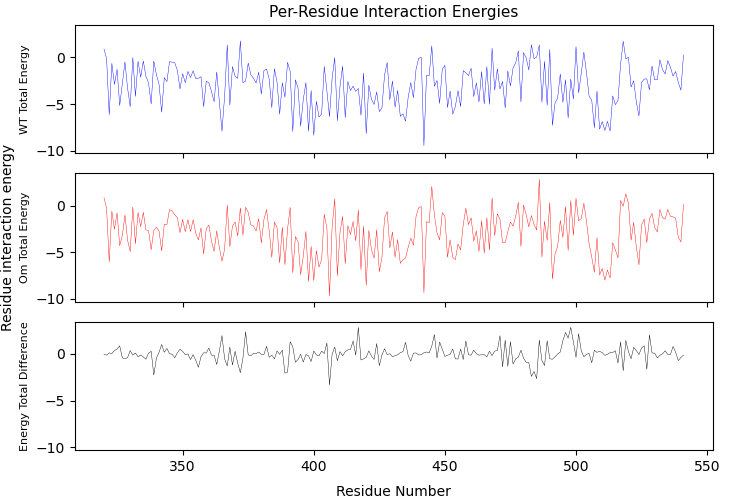 Per-Residue Interaction Energies
Residue interaction energy
WT Total Energy
0
−5
−10
Om Total Energy
0
−5
−10
Energy Total Difference
0
−5
−10
350
400
450
500
550
Residue Number